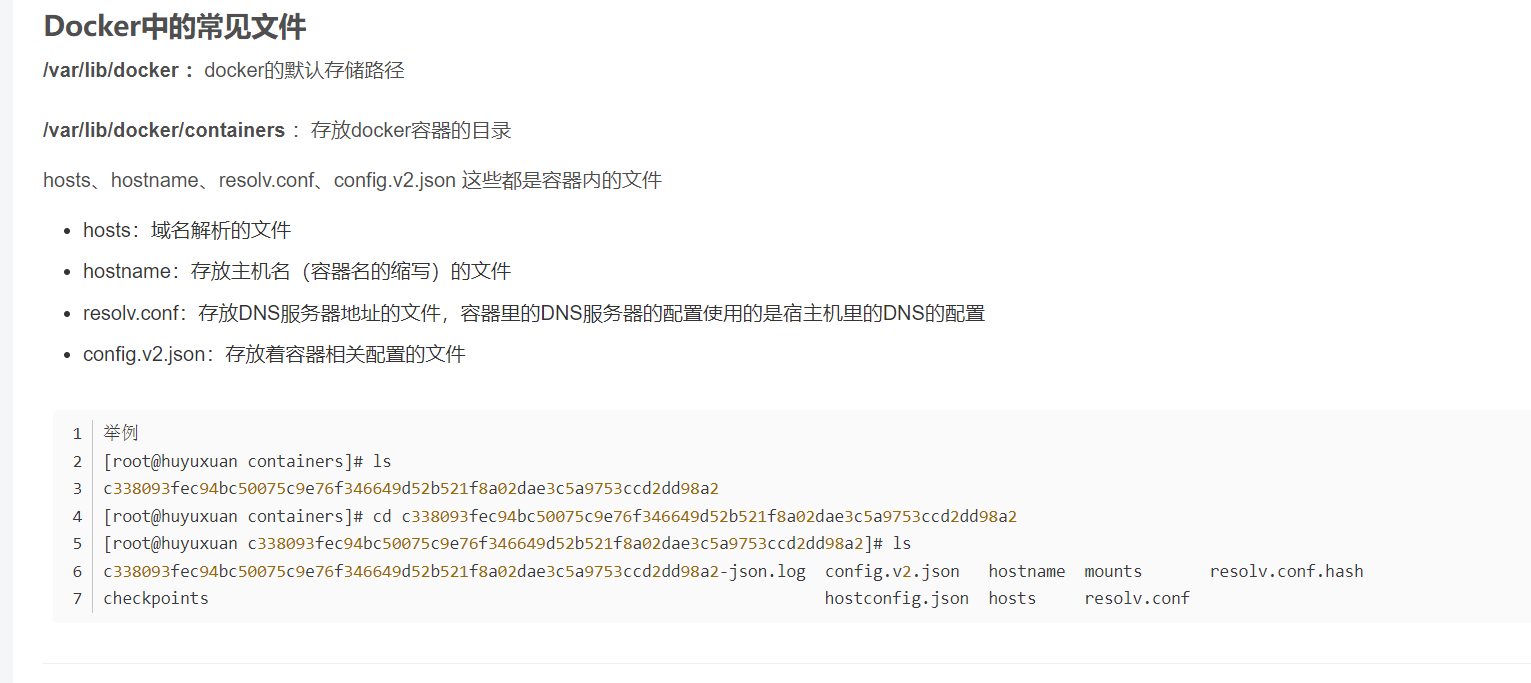 Docker中的常见文件
/var/lib/docker ：docker的默认存储路径
/var/lib/docker/containers ：存放docker容器的目录
hosts、hostname、resolv.conf、config.v2.json 这些都是容器内的文件
• hosts：域名解析的文件
• hostname：存放主机名（容器名的缩写）的文件
• resolv.conf：存放DNS服务器地址的文件，容器里的DNS服务器的配置使用的是宿主机里的DNS的配置
• config.v2.json：存放着容器相关配置的文件
1 举例
2 [root@huyuxuan containers]# ls
3 c338093fec94bc50075c9e76f346649d52b521f8a02dae3c5a9753ccd2dd98a2
4 [root@huyuxuan containers]# cd c338093fec94bc50075c9e76f346649d52b521f8a02dae3c5a9753ccd2dd98a2
5 [root@huyuxuan c338093fec94bc50075c9e76f346649d52b521f8a02dae3c5a9753ccd2dd98a2]# ls
6 c338093fec94bc50075c9e76f346649d52b521f8a02dae3c5a9753ccd2dd98a2-json.log config.v2.json hostname mounts resolv.conf.hash
7 checkpoints hostconfig.json hosts resolv.conf